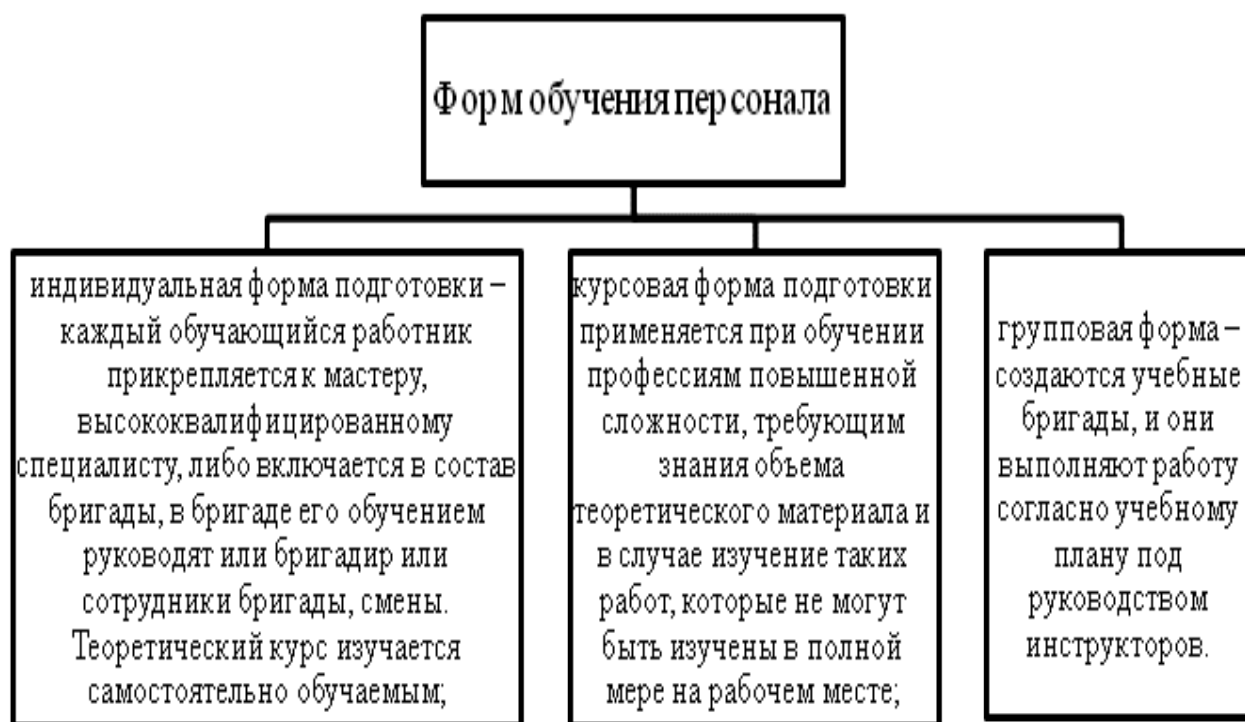 Форм обучения персонала
индивидуальная форма подготовки –
каждый обучающийся работник
прикрепляется к мастеру,
высококвалифицированному
специалисту, либо включается в состав
бригады, в бригаде его обучением
руководят или бригадир или
сотрудники бригады, смены.
Теоретический курс изучается
самостоятельно обучаемым;
курсовая форма подготовки
применяется при обучении
профессиям повышенной
сложности, требующим
знания объема
теоретического материала и
в случае изучение таких
работ, которые не могут
быть изучены в полной
мере на рабочем месте;
групповая форма –
создаются учебные
бригады, и они
выполняют работу
согласно учебному
плану под
руководством
инструкторов.